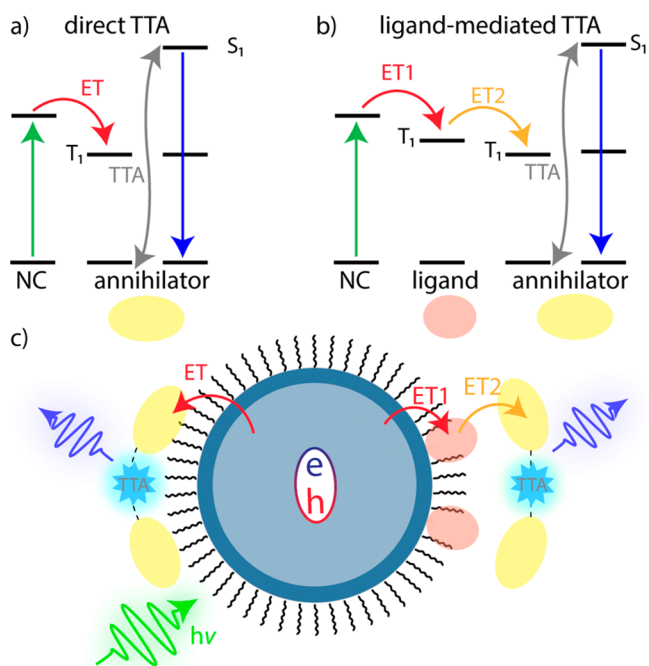 a) direct TTA
b) ligand-mediated TTA
S₁
ET
T₁
TTA
NC annihilator
S₁
ET1
ET2
T₁
T₁
TTA
NC ligand annihilator
c)
ET
ET1 ET2
e
h
TTA
TTA
hν